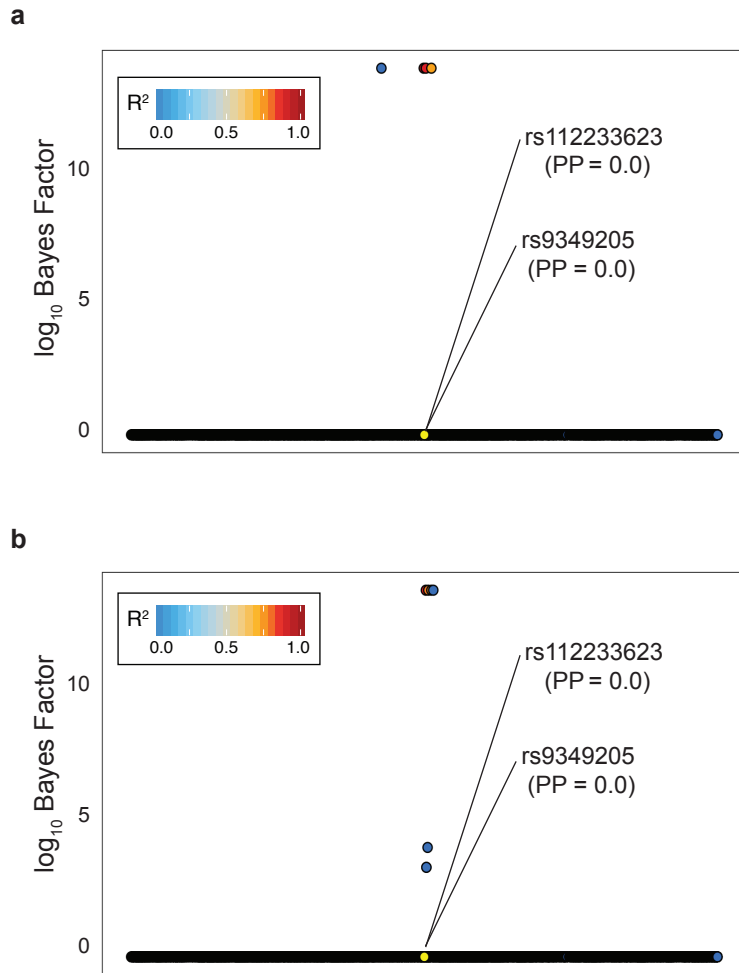 a
R²
0.0 0.5 1.0
rs112233623
(PP = 0.0)
rs9349205
(PP = 0.0)
10
5
0
log₁₀ Bayes Factor
b
R²
0.0 0.5 1.0
rs112233623
(PP = 0.0)
rs9349205
(PP = 0.0)
10
5
0
log₁₀ Bayes Factor